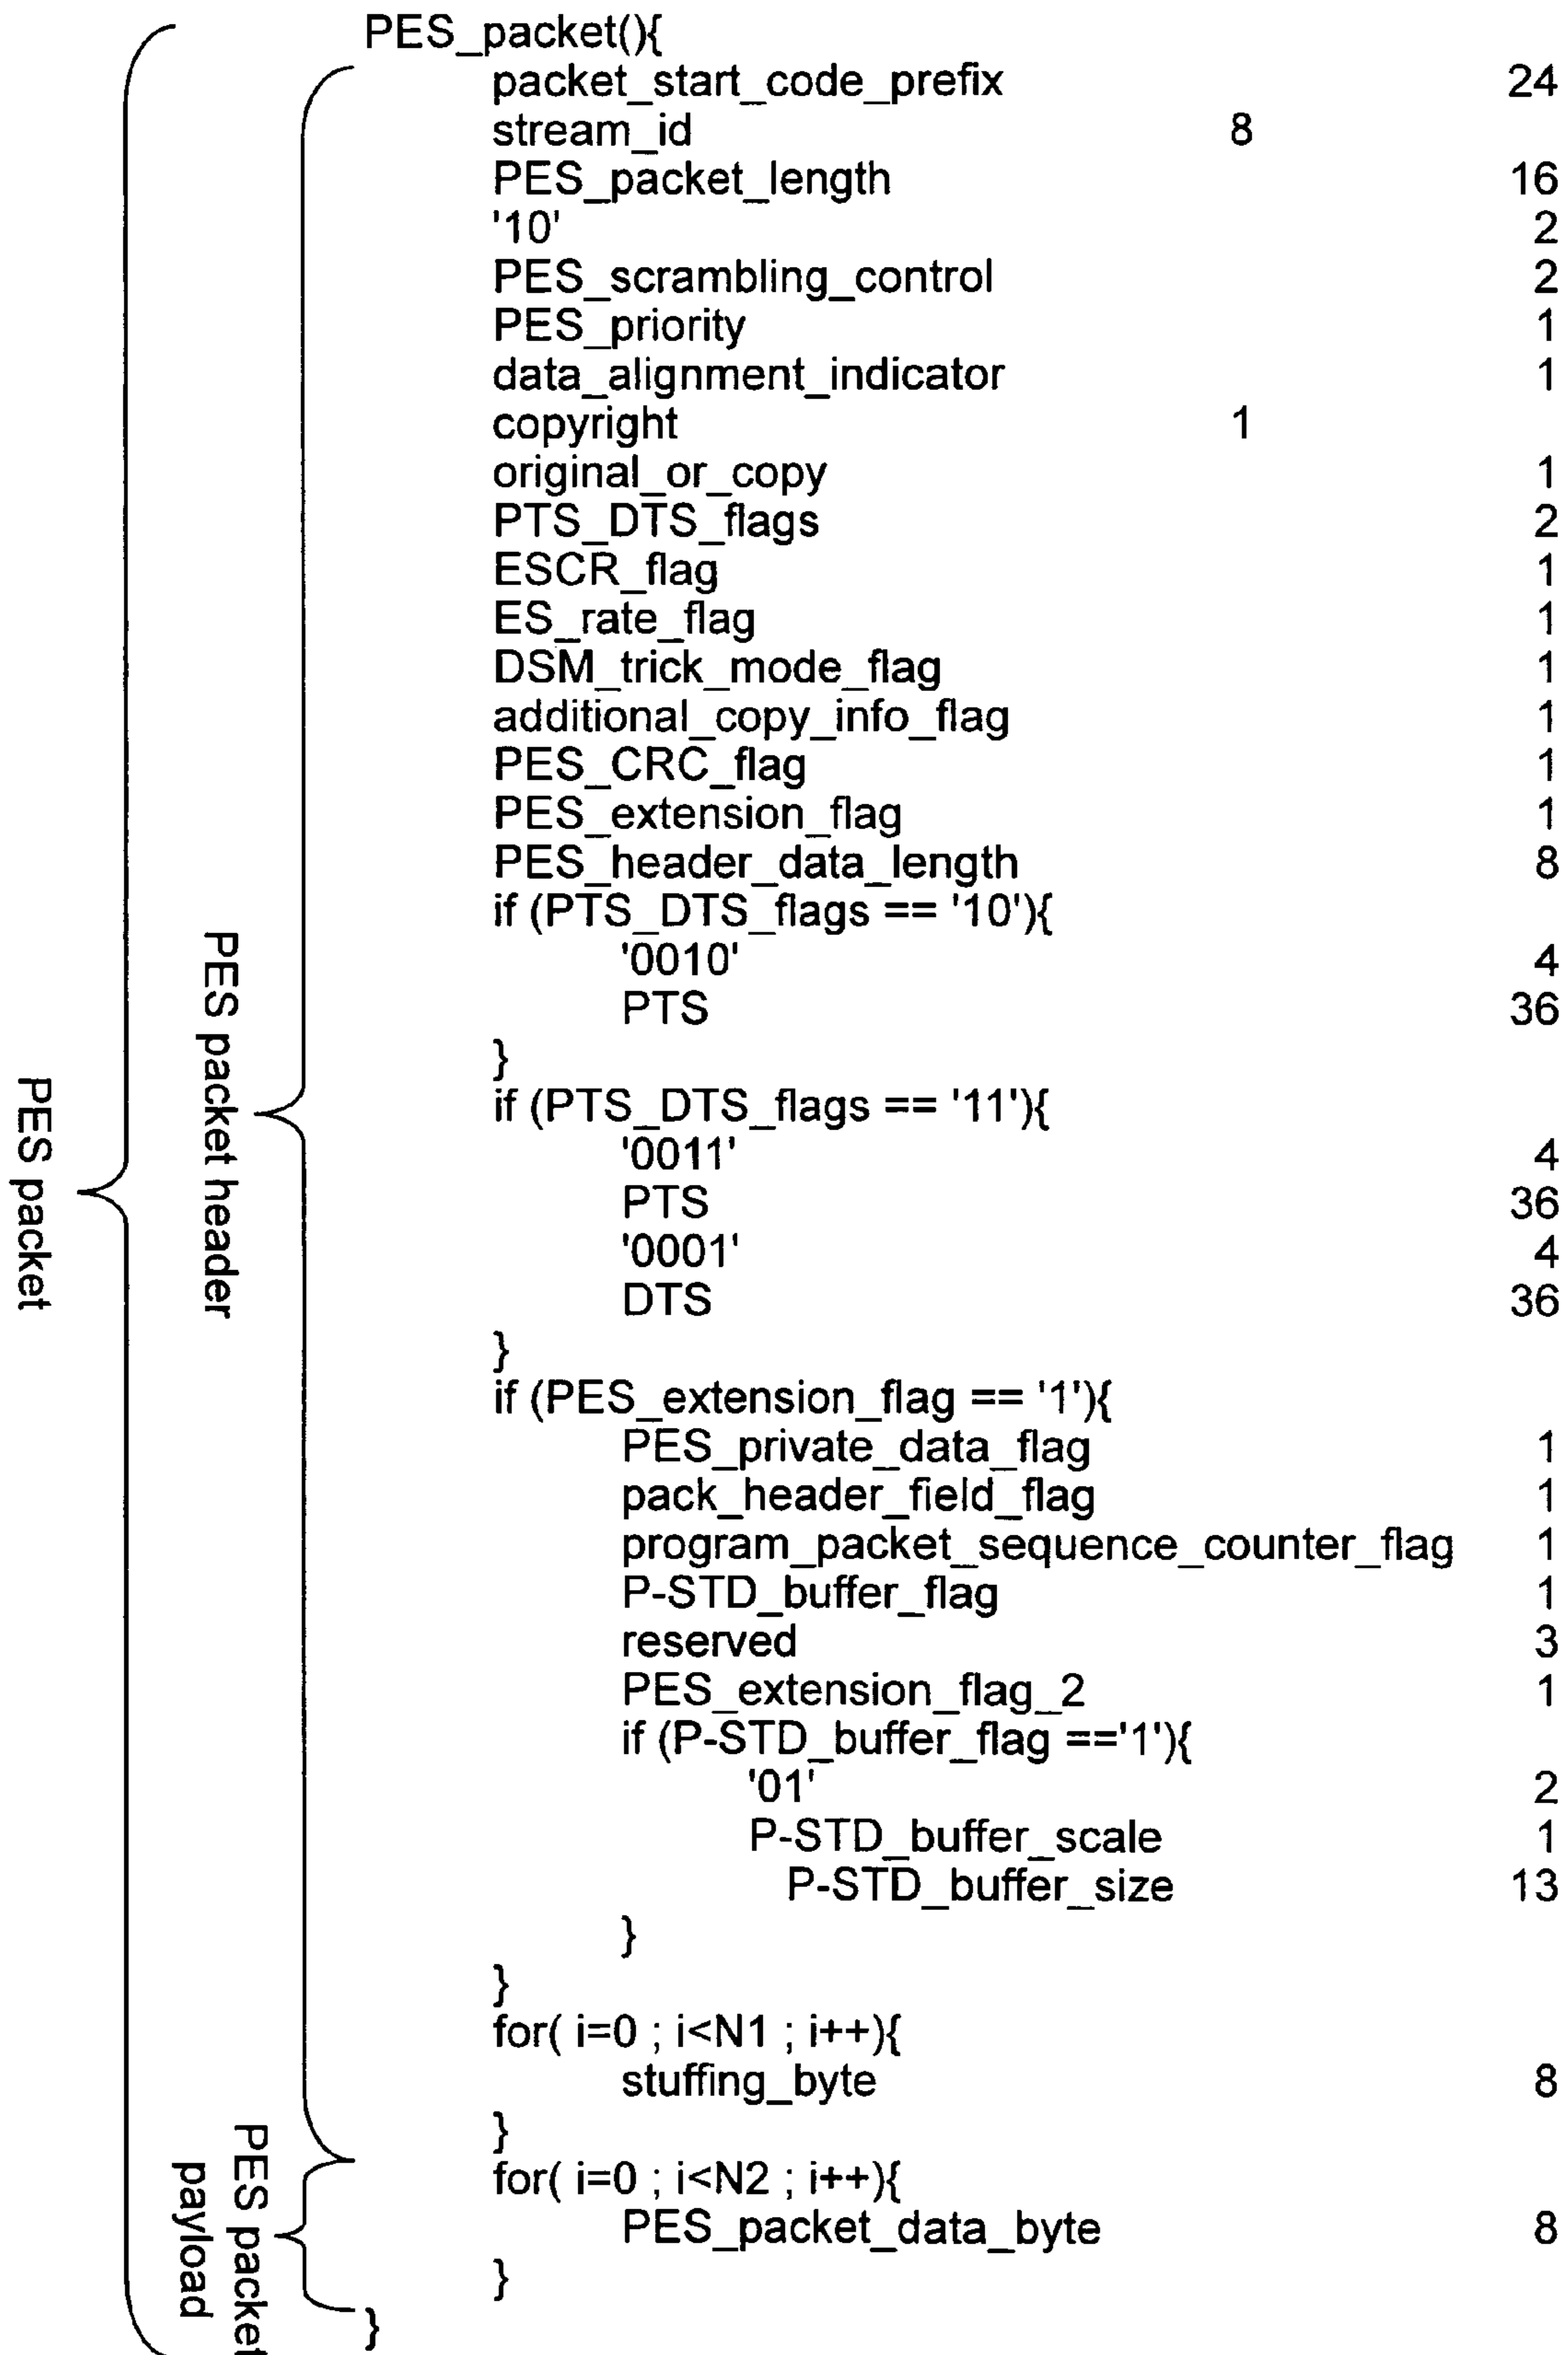 PES_packet(){
packet_start_code_prefix 24
stream_id 8
PES_packet_length 16
'10' 2
PES_scrambling_control 2
PES_priority 1
data_alignment_indicator 1
copyright 1
original_or_copy 1
PTS_DTS_flags 2
ESCR_flag 1
ES_rate_flag 1
DSM_trick_mode_flag 1
additional_copy_info_flag 1
PES_CRC_flag 1
PES_extension_flag 1
PES_header_data_length 8
if (PTS_DTS_flags == '10'){
'0010' 4
PTS 36
}
if (PTS_DTS_flags == '11'){
'0011' 4
PTS 36
'0001' 4
DTS 36
}
if (PES_extension_flag == '1'){
PES_private_data_flag 1
pack_header_field_flag 1
program_packet_sequence_counter_flag 1
P-STD_buffer_flag 1
reserved 3
PES_extension_flag_2 1
if (P-STD_buffer_flag =='1'){
'01' 2
P-STD_buffer_scale 1
P-STD_buffer_size 13
}
}
for( i=0 ; i<N1 ; i++){
stuffing_byte 8
}
for( i=0 ; i<N2 ; i++){
PES_packet_data_byte 8
}
}
PES packet header
PES packet
PES packet
payload